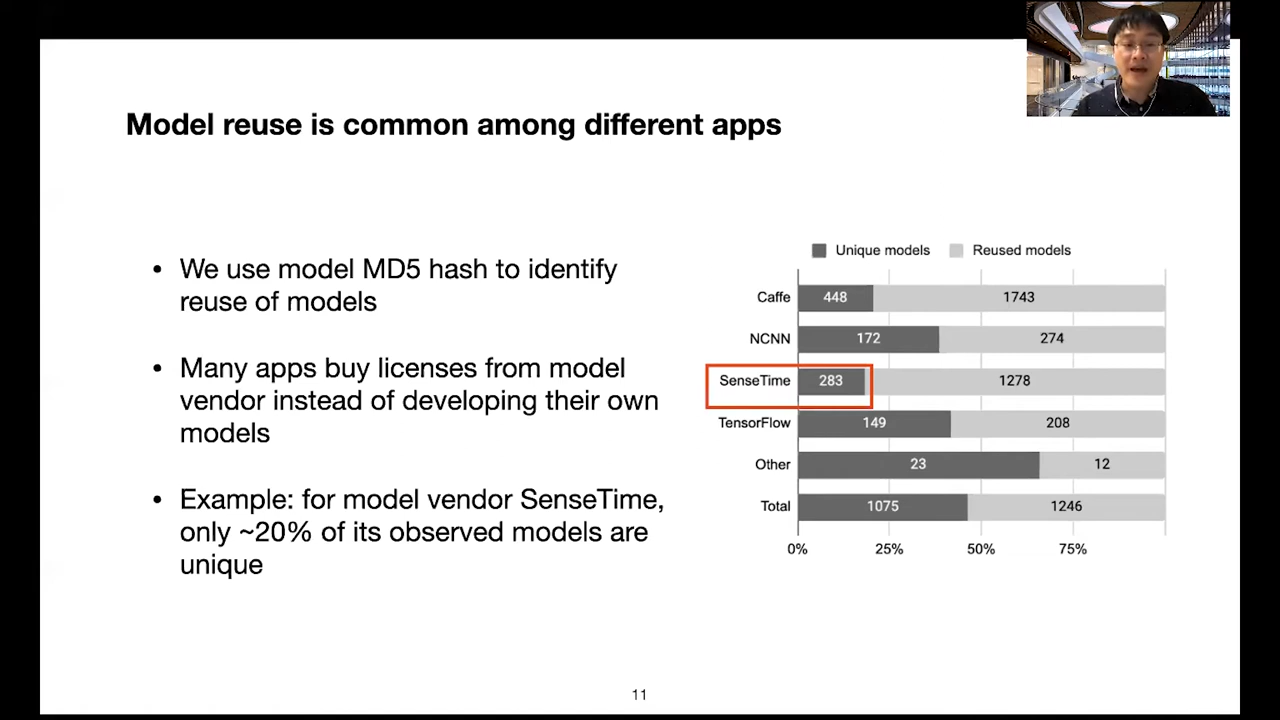 Model reuse is common among different apps
• We use model MD5 hash to identify
reuse of models
• Many apps buy licenses from model
vendor instead of developing their own
models
• Example: for model vendor SenseTime,
only ~20% of its observed models are
unique
Unique models Reused models
Caffe 448 1743
NCNN 172 274
SenseTime 283 1278
TensorFlow 149 208
Other 23 12
Total 1075 1246
0% 25% 50% 75%
11